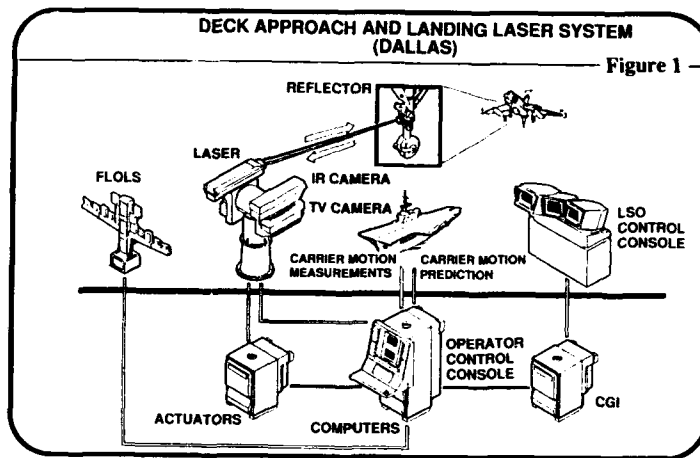 DECK APPROACH AND LANDING LASER SYSTEM
(DALLAS)
Figure 1
REFLECTOR
LASER
FLOLS
IR CAMERA
TV CAMERA
LSO
CONTROL
CONSOLE
CARRIER MOTION
MEASUREMENTS
CARRIER MOTION
PREDICTION
OPERATOR
CONTROL
CONSOLE
ACTUATORS
COMPUTERS
CGI